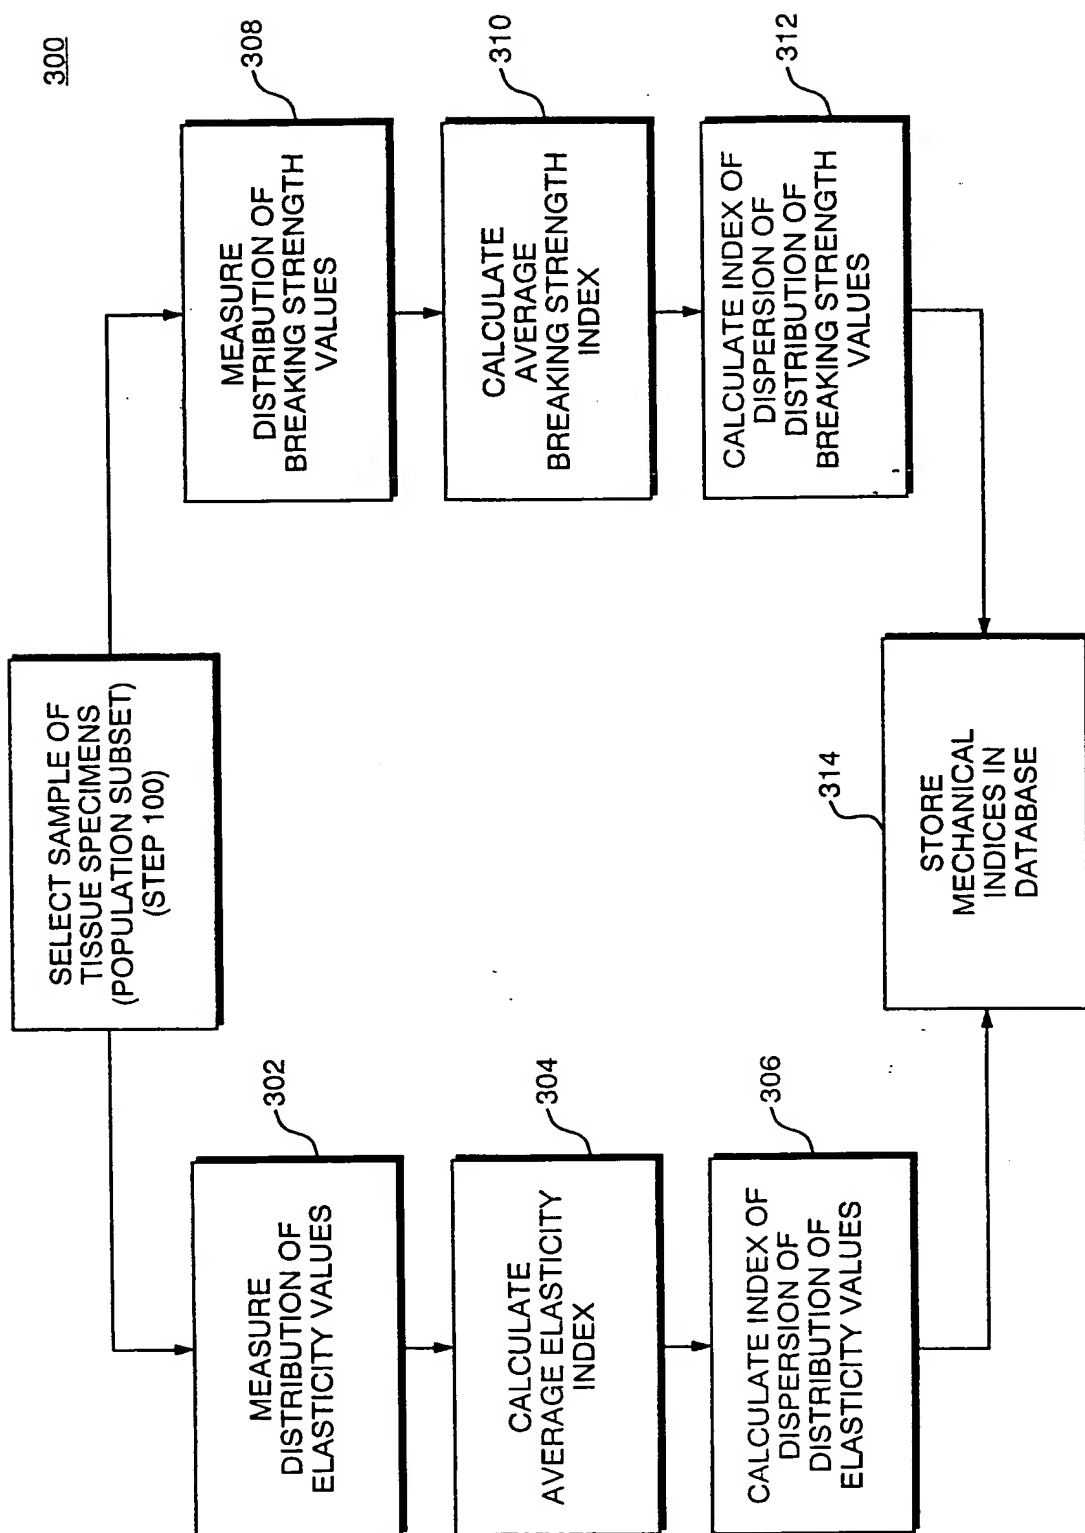 300
SELECT SAMPLE OF
TISSUE SPECIMENS
(POPULATION SUBSET)
(STEP 100)
302
MEASURE
DISTRIBUTION OF
ELASTICITY VALUES
304
CALCULATE
AVERAGE ELASTICITY
INDEX
306
CALCULATE INDEX OF
DISPERSION OF
DISTRIBUTION OF
ELASTICITY VALUES
308
MEASURE
DISTRIBUTION OF
BREAKING STRENGTH
VALUES
310
CALCULATE
AVERAGE
BREAKING STRENGTH
INDEX
312
CALCULATE INDEX OF
DISPERSION OF
DISTRIBUTION OF
BREAKING STRENGTH
VALUES
314
STORE
MECHANICAL
INDICES IN
DATABASE